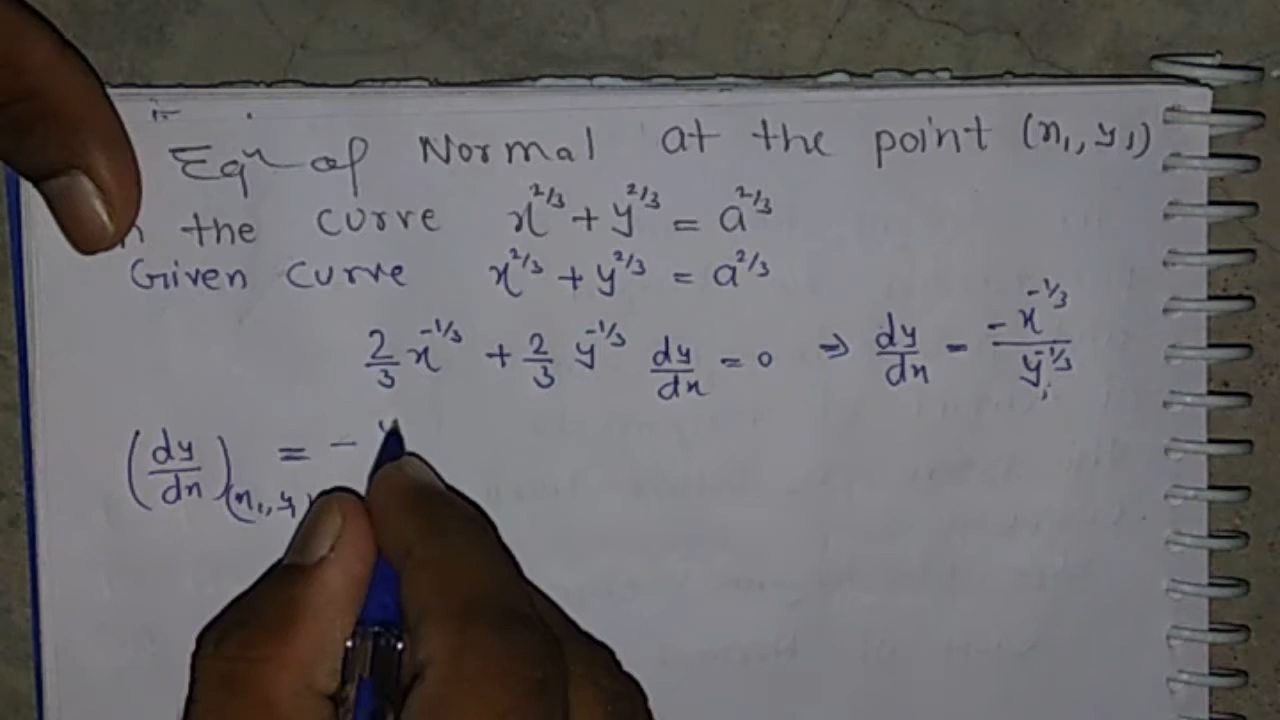 Eqn of Normal at the point (x₁, y₁)
n the curve x^2/3 + y^2/3 = a^2/3
Given curve x^2/3 + y^2/3 = a^2/3
2/3 x^-1/3 + 2/3 y^-1/3 dy/dx = 0 ⇒ dy/dx = -x^-1/3 / y^-1/3
(dy/dx)(x₁, y₁) = - y